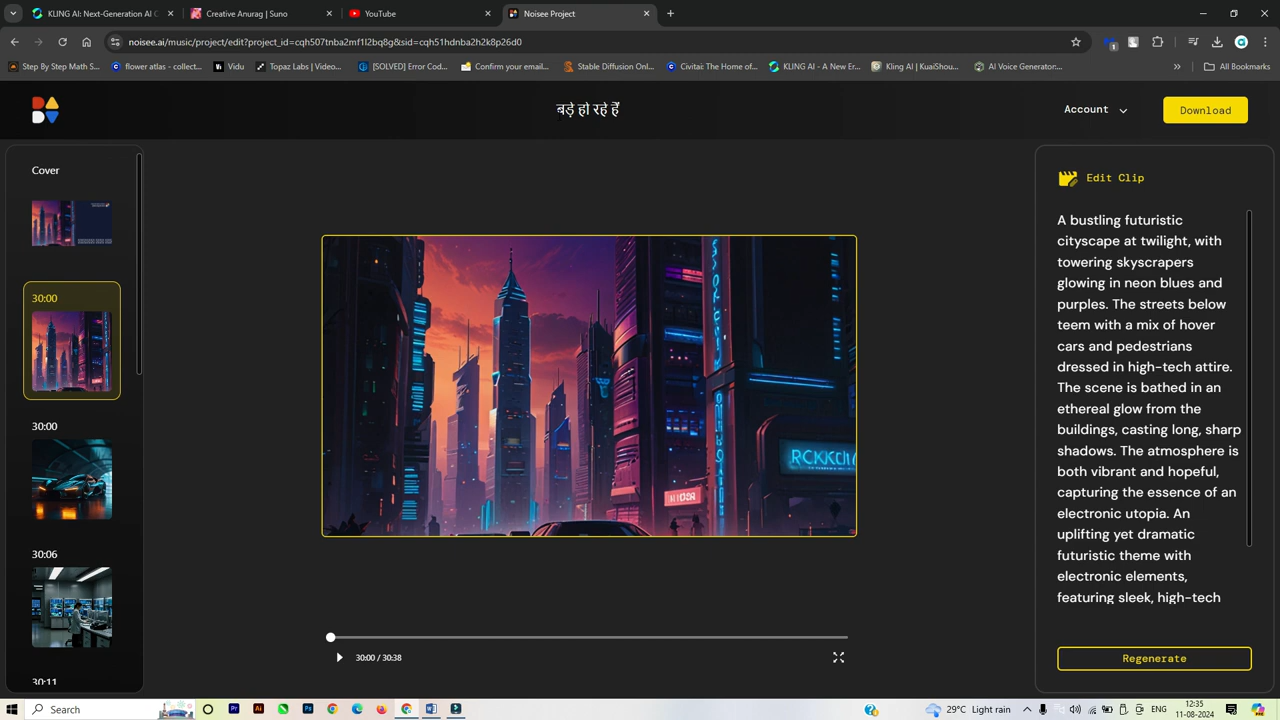 KLING AI: Next-Generation AI C
Creative Anurag | Suno
YouTube
Noisee Project
noisee.ai/music/project/edit?project_id=cqh507tnba2mf1l2bq8g&sid=cqh51hdnba2h2k8p26d0
1
Step By Step Math S...
flower atlas - collect...
Vidu
Topaz Labs | Video...
[SOLVED] Error Cod...
Confirm your email...
Stable Diffusion Onl...
Civitai: The Home of...
KLING AI - A New Er...
Kling AI | KuaiShou...
AI Voice Generator:...
»
All Bookmarks
बड़े हो रहे हैं
Account
Download
Cover
30:00
30:00
30:06
30:11
30:00 / 30:38
Edit Clip
A bustling futuristic
cityscape at twilight, with
towering skyscrapers
glowing in neon blues and
purples. The streets below
teem with a mix of hover
cars and pedestrians
dressed in high-tech attire.
The scene is bathed in an
ethereal glow from the
buildings, casting long, sharp
shadows. The atmosphere is
both vibrant and hopeful,
capturing the essence of an
electronic utopia. An
uplifting yet dramatic
futuristic theme with
electronic elements,
featuring sleek, high-tech
Regenerate
Search
29°C Light rain
ENG
12:35
11-08-2024